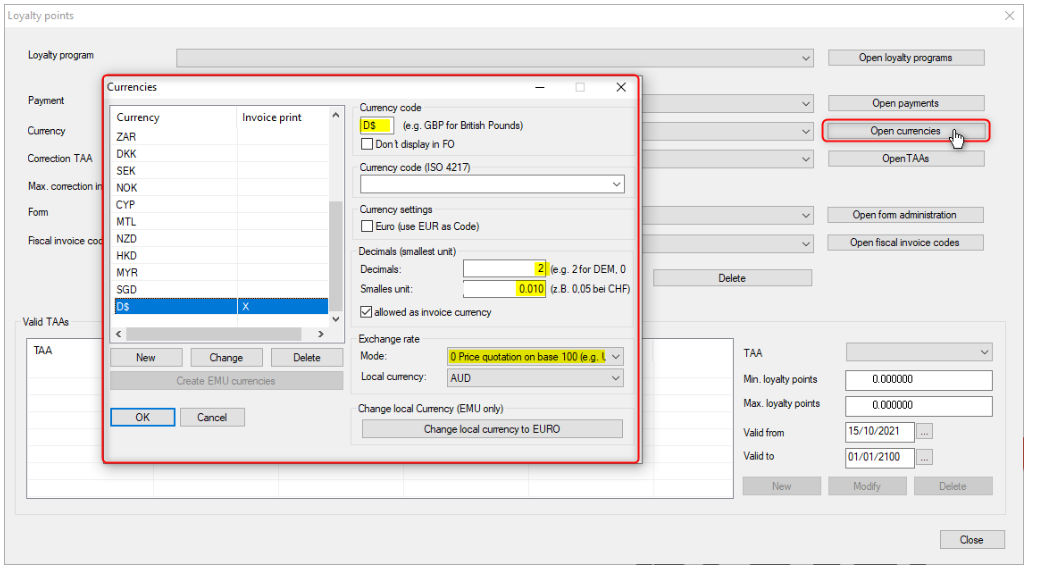 Loyalty points
Loyalty program
Open loyalty programs
Payment
Open payments
Currency
Open currencies
Correction TAA
Open TAAs
Max. correction in
Form
Open form administration
Fiscal invoice cod
Open fiscal invoice codes
Delete
Currencies
Currency Invoice print
ZAR
DKK
SEK
NOK
CYP
MTL
NZD
HKD
MYR
SGD
D$ X
New Change Delete
Create EMU currencies
OK Cancel
Currency code
D$ (e.g. GBP for British Pounds)
Don't display in FO
Currency code (ISO 4217)
Currency settings
Euro (use EUR as Code)
Decimals (smallest unit)
Decimals: 2 (e.g. 2 for DEM, 0
Smalles unit: 0.010 (z.B. 0,05 bei CHF)
allowed as invoice currency
Exchange rate
Mode: 0 Price quotation on base 100 (e.g.
Local currency: AUD
Change local Currency (EMU only)
Change local currency to EURO
Valid TAAs
TAA
TAA
Min. loyalty points 0.000000
Max. loyalty points 0.000000
Valid from 15/10/2021 ...
Valid to 01/01/2100 ...
New Modify Delete
Close